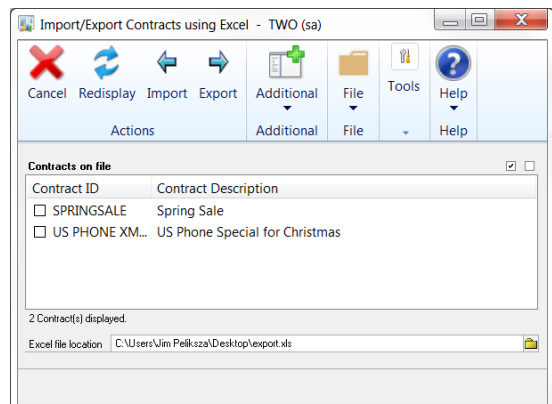 Import/Export Contracts using Excel - TWO (sa)
Cancel Redisplay Import Export Additional File Tools Help
Actions Additional File Help
Contracts on file
Contract ID Contract Description
SPRINGSALE Spring Sale
US PHONE XM... US Phone Special for Christmas
2 Contract(s) displayed.
Excel file location C:\Users\Jim Peliksza\Desktop\export.xls